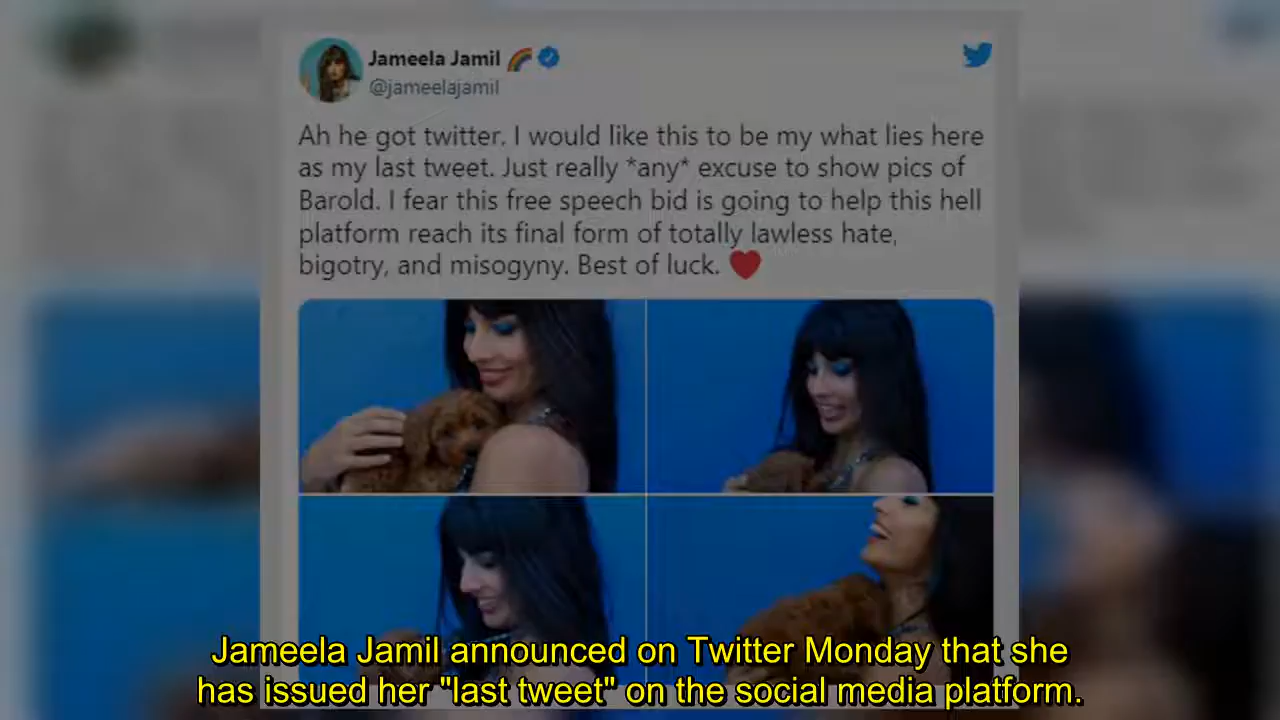 Jameela Jamil 🌈
@jameelajamil
Ah he got twitter. I would like this to be my what lies here
as my last tweet. Just really *any* excuse to show pics of
Barold. I fear this free speech bid is going to help this hell
platform reach its final form of totally lawless hate,
bigotry, and misogyny. Best of luck. ❤️
Jameela Jamil announced on Twitter Monday that she
has issued her "last tweet" on the social media platform.